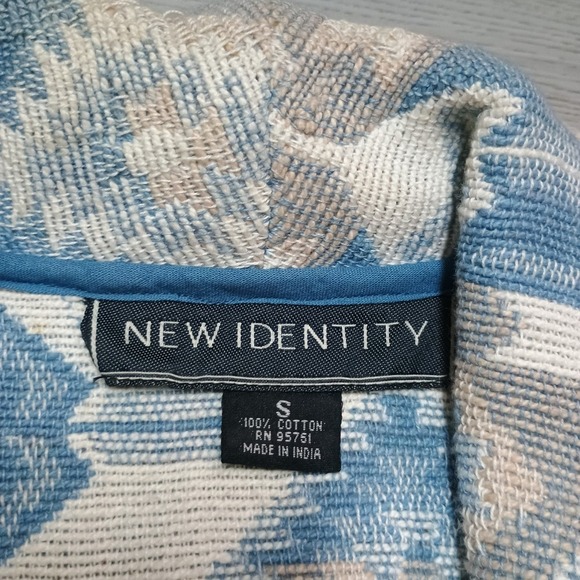 NEW IDENTITY
S
100% COTTON
RN 95761
MADE IN INDIA